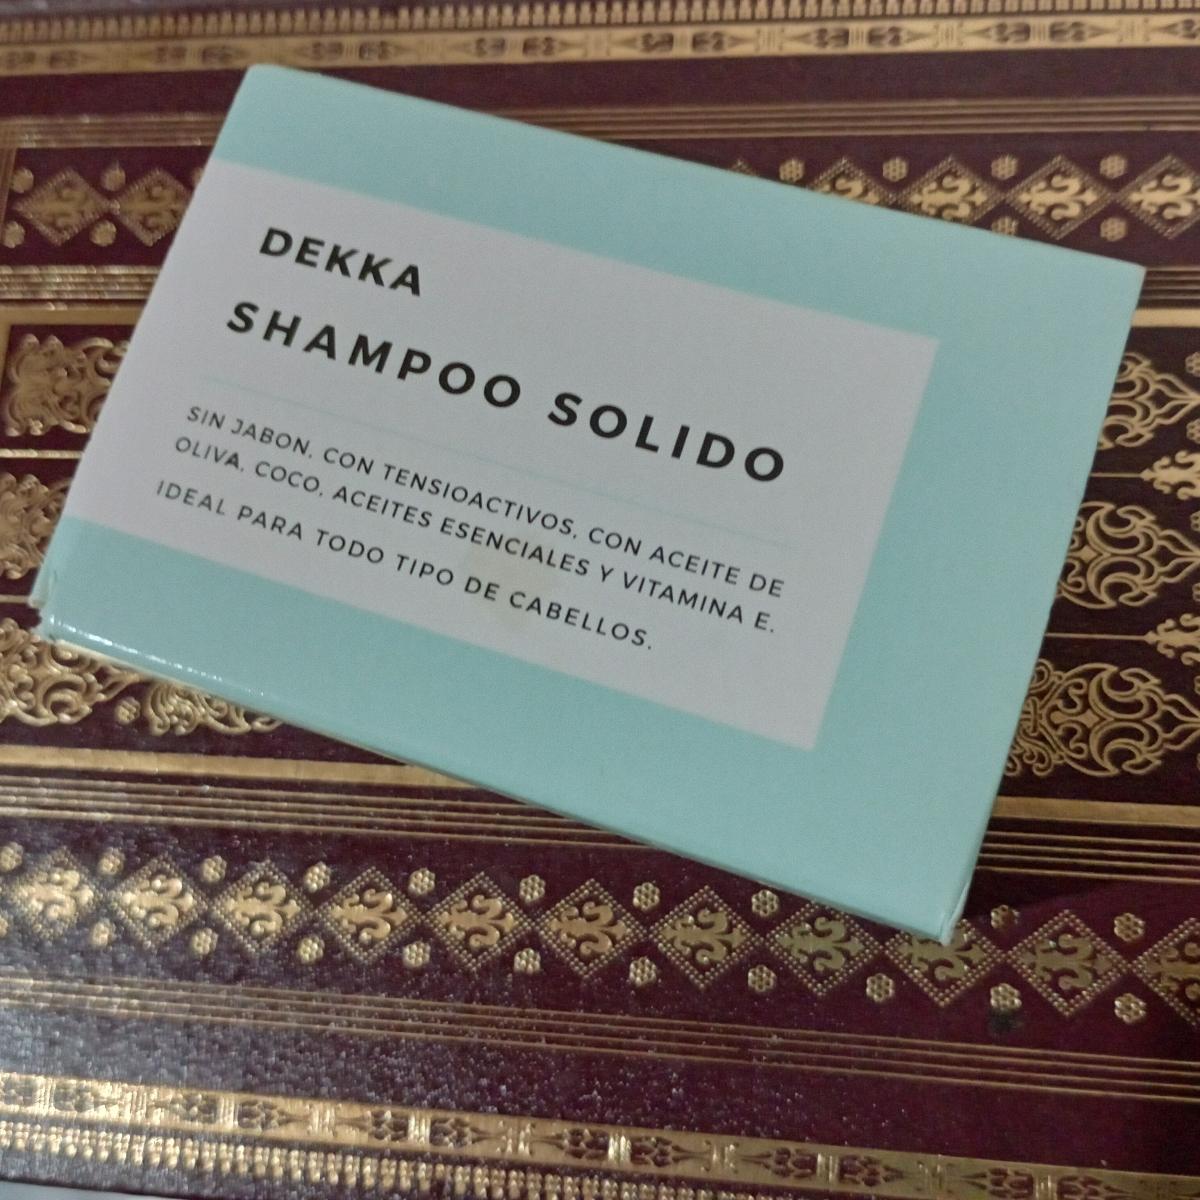 DEKKA
SHAMPOO SOLIDO
SIN JABON, CON TENSIOACTIVOS, CON ACEITE DE
OLIVA, COCO, ACEITES ESENCIALES Y VITAMINA E.
IDEAL PARA TODO TIPO DE CABELLOS.